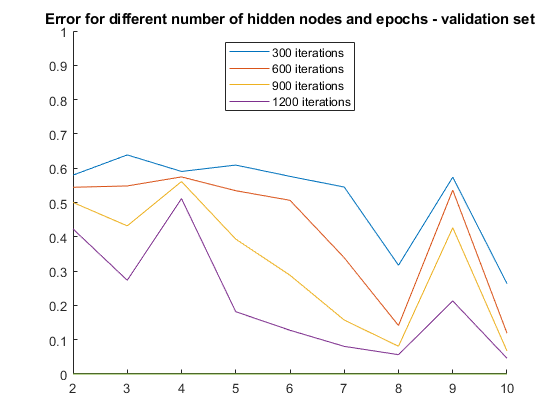 Error for different number of hidden nodes and epochs - validation set
1
0.9
0.8
0.7
0.6
0.5
0.4
0.3
0.2
0.1
0
300 iterations
600 iterations
900 iterations
1200 iterations
2 3 4 5 6 7 8 9 10